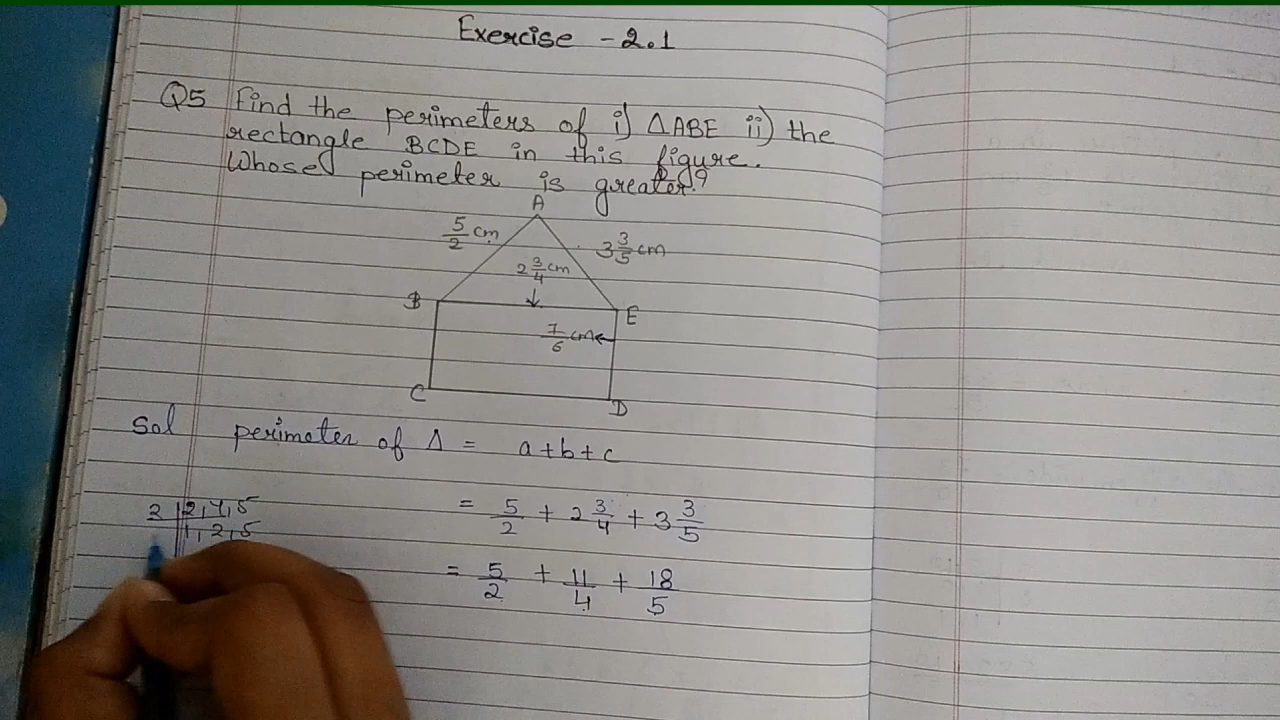 Exercise - 2.1
Q5 Find the perimeters of i) △ABE ii) the
rectangle BCDE in this figure.
Whose perimeter is greater?
A
5/2 cm
3 3/5 cm
2 3/4 cm
B
E
7/6 cm
C
D
Sol perimeter of △ = a+b+c
= 5/2 + 2 3/4 + 3 3/5
2 | 2, 4, 5
1, 2, 5
= 5/2 + 11/4 + 18/5